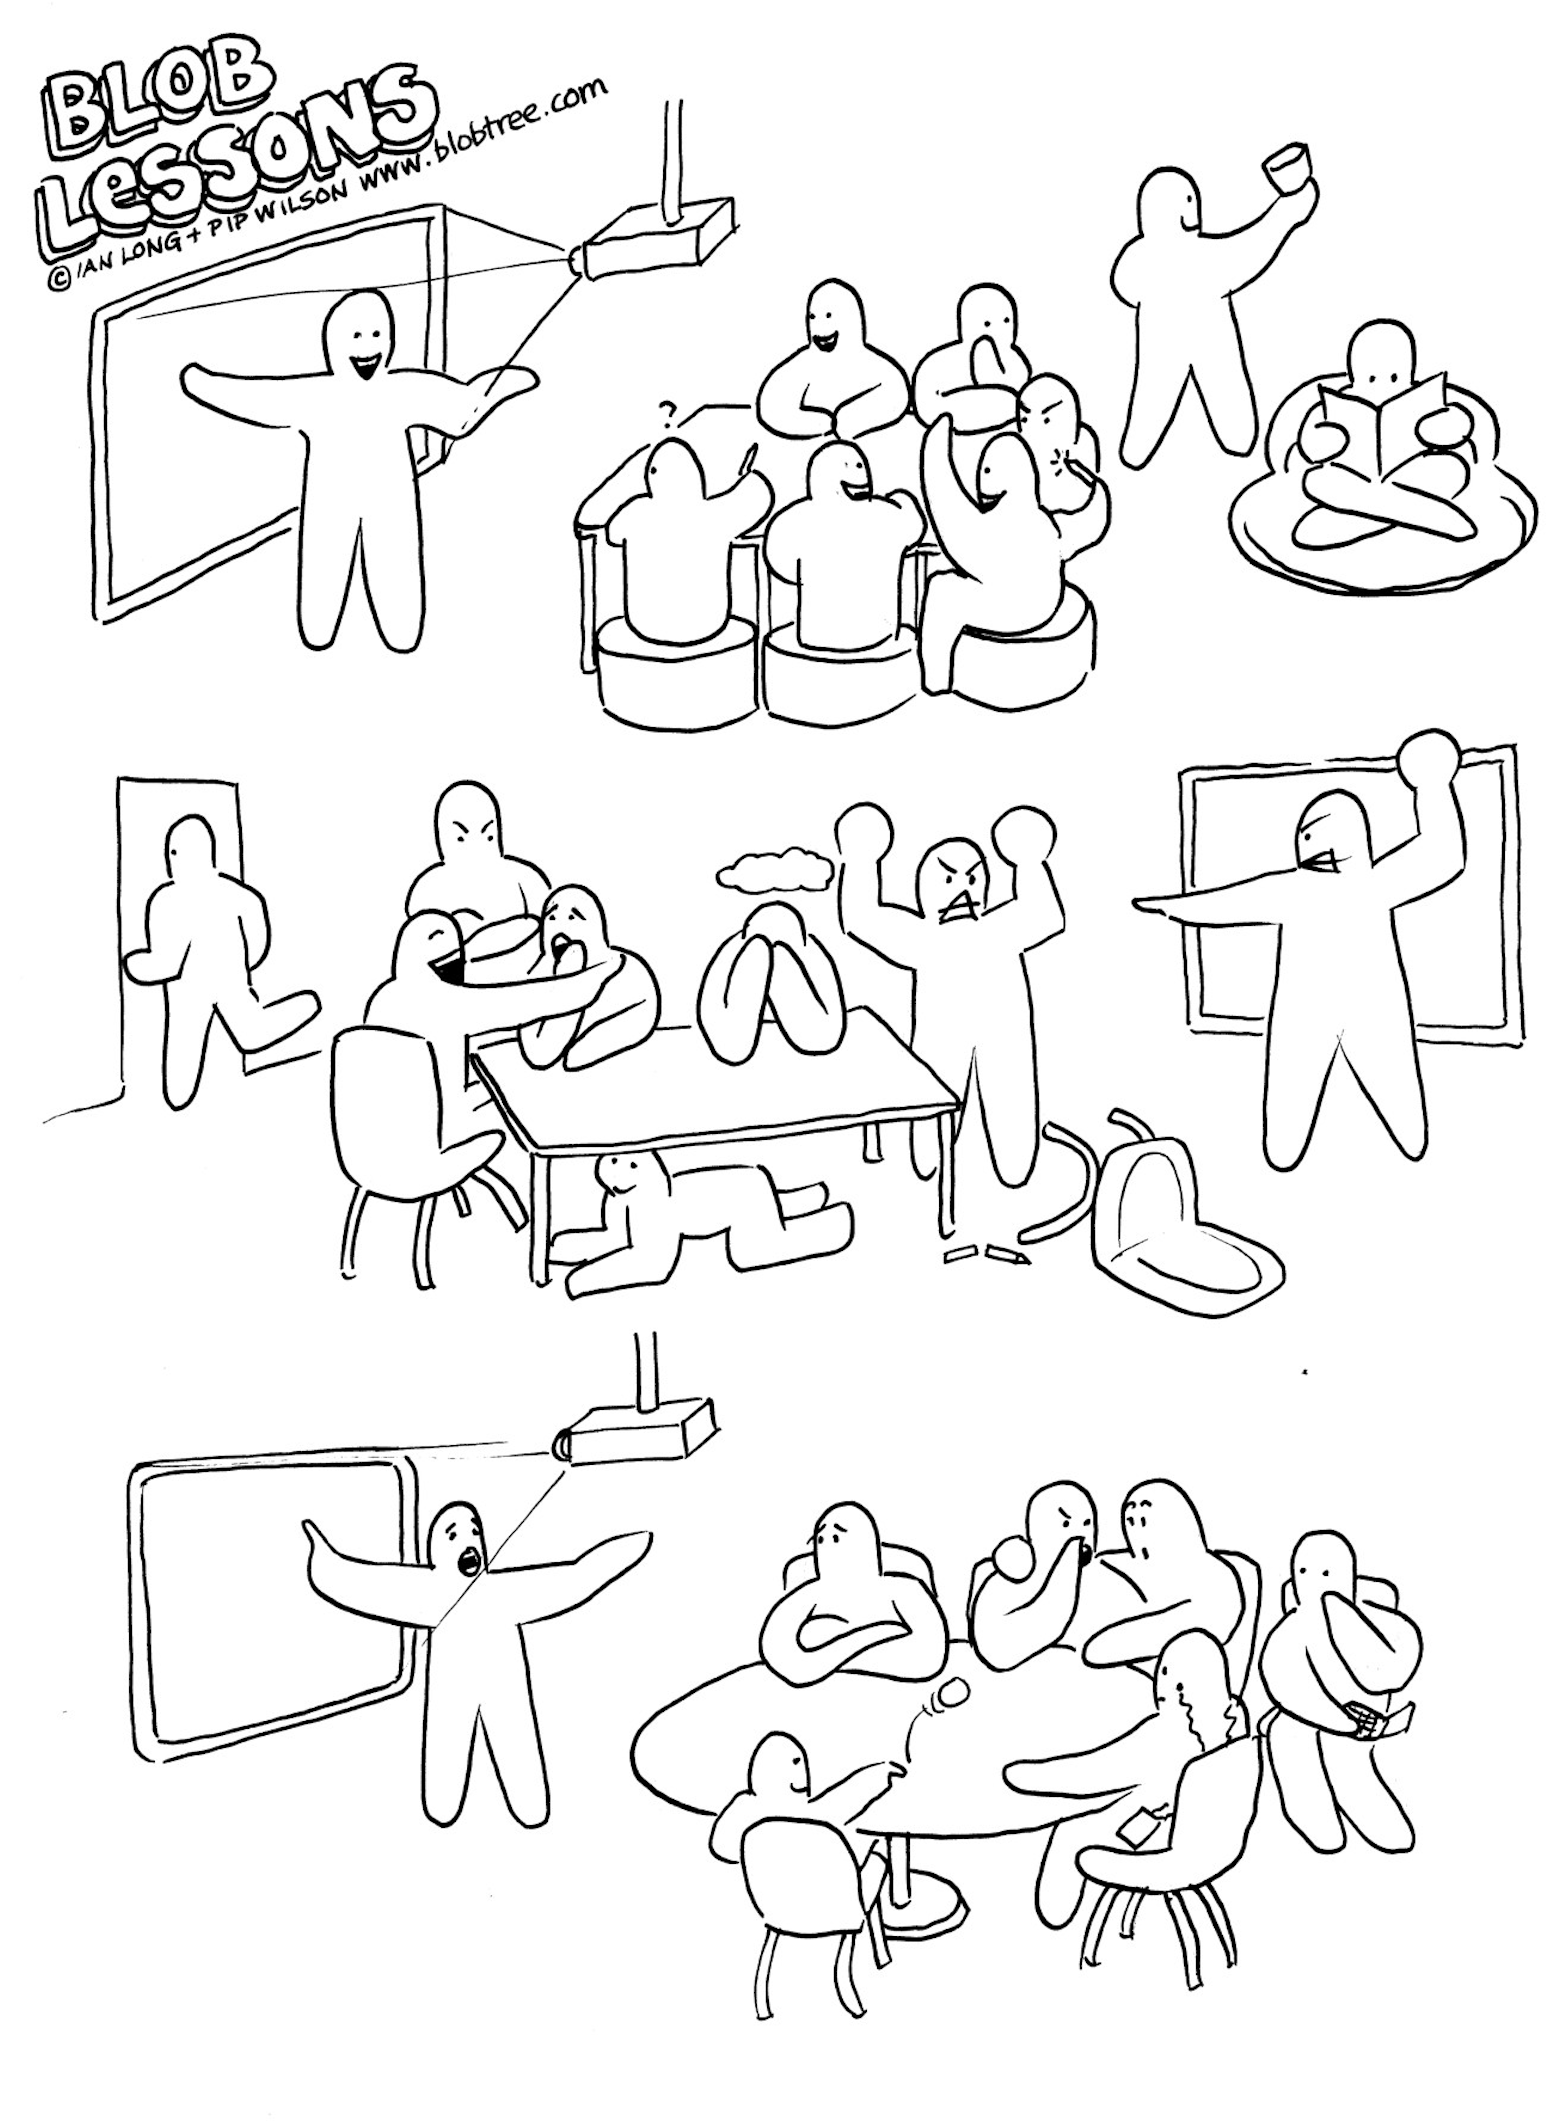 BLOB
LeSSONS
© IAN LONG + PIP WILSON www.blobtree.com
?